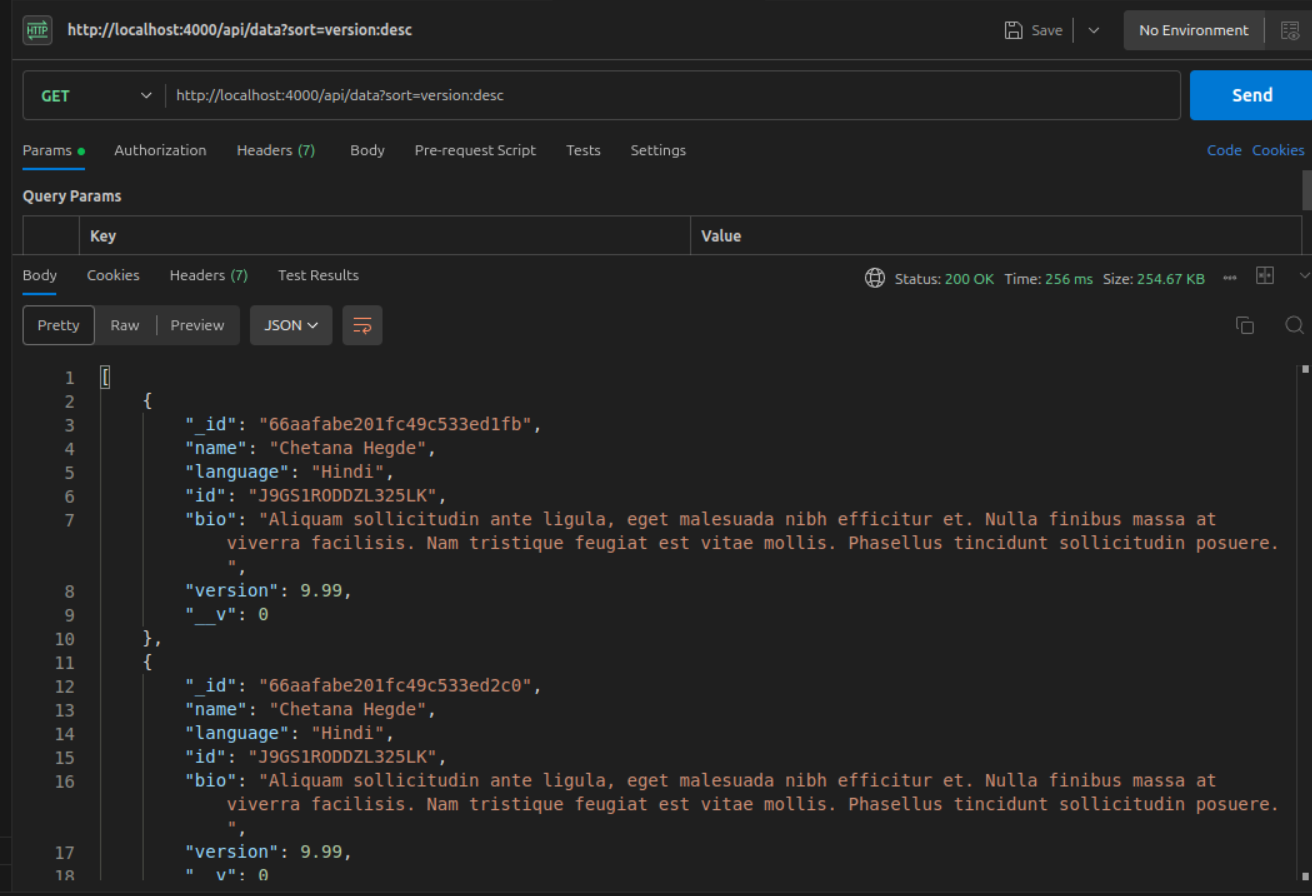 HTTP http://localhost:4000/api/data?sort=version:desc Save No Environment
GET http://localhost:4000/api/data?sort=version:desc Send
Params Authorization Headers (7) Body Pre-request Script Tests Settings Code Cookies
Query Params
Key Value
Body Cookies Headers (7) Test Results Status: 200 OK Time: 256 ms Size: 254.67 KB
Pretty Raw Preview JSON
1 [
2 {
3 "_id": "66aafabe201fc49c533ed1fb",
4 "name": "Chetana Hegde",
5 "language": "Hindi",
6 "id": "J9GS1RODDZL325LK",
7 "bio": "Aliquam sollicitudin ante ligula, eget malesuada nibh efficitur et. Nulla finibus massa at
viverra facilisis. Nam tristique feugiat est vitae mollis. Phasellus tincidunt sollicitudin posuere.
",
8 "version": 9.99,
9 "__v": 0
10 },
11 {
12 "_id": "66aafabe201fc49c533ed2c0",
13 "name": "Chetana Hegde",
14 "language": "Hindi",
15 "id": "J9GS1RODDZL325LK",
16 "bio": "Aliquam sollicitudin ante ligula, eget malesuada nibh efficitur et. Nulla finibus massa at
viverra facilisis. Nam tristique feugiat est vitae mollis. Phasellus tincidunt sollicitudin posuere.
",
17 "version": 9.99,
18 "__v": 0